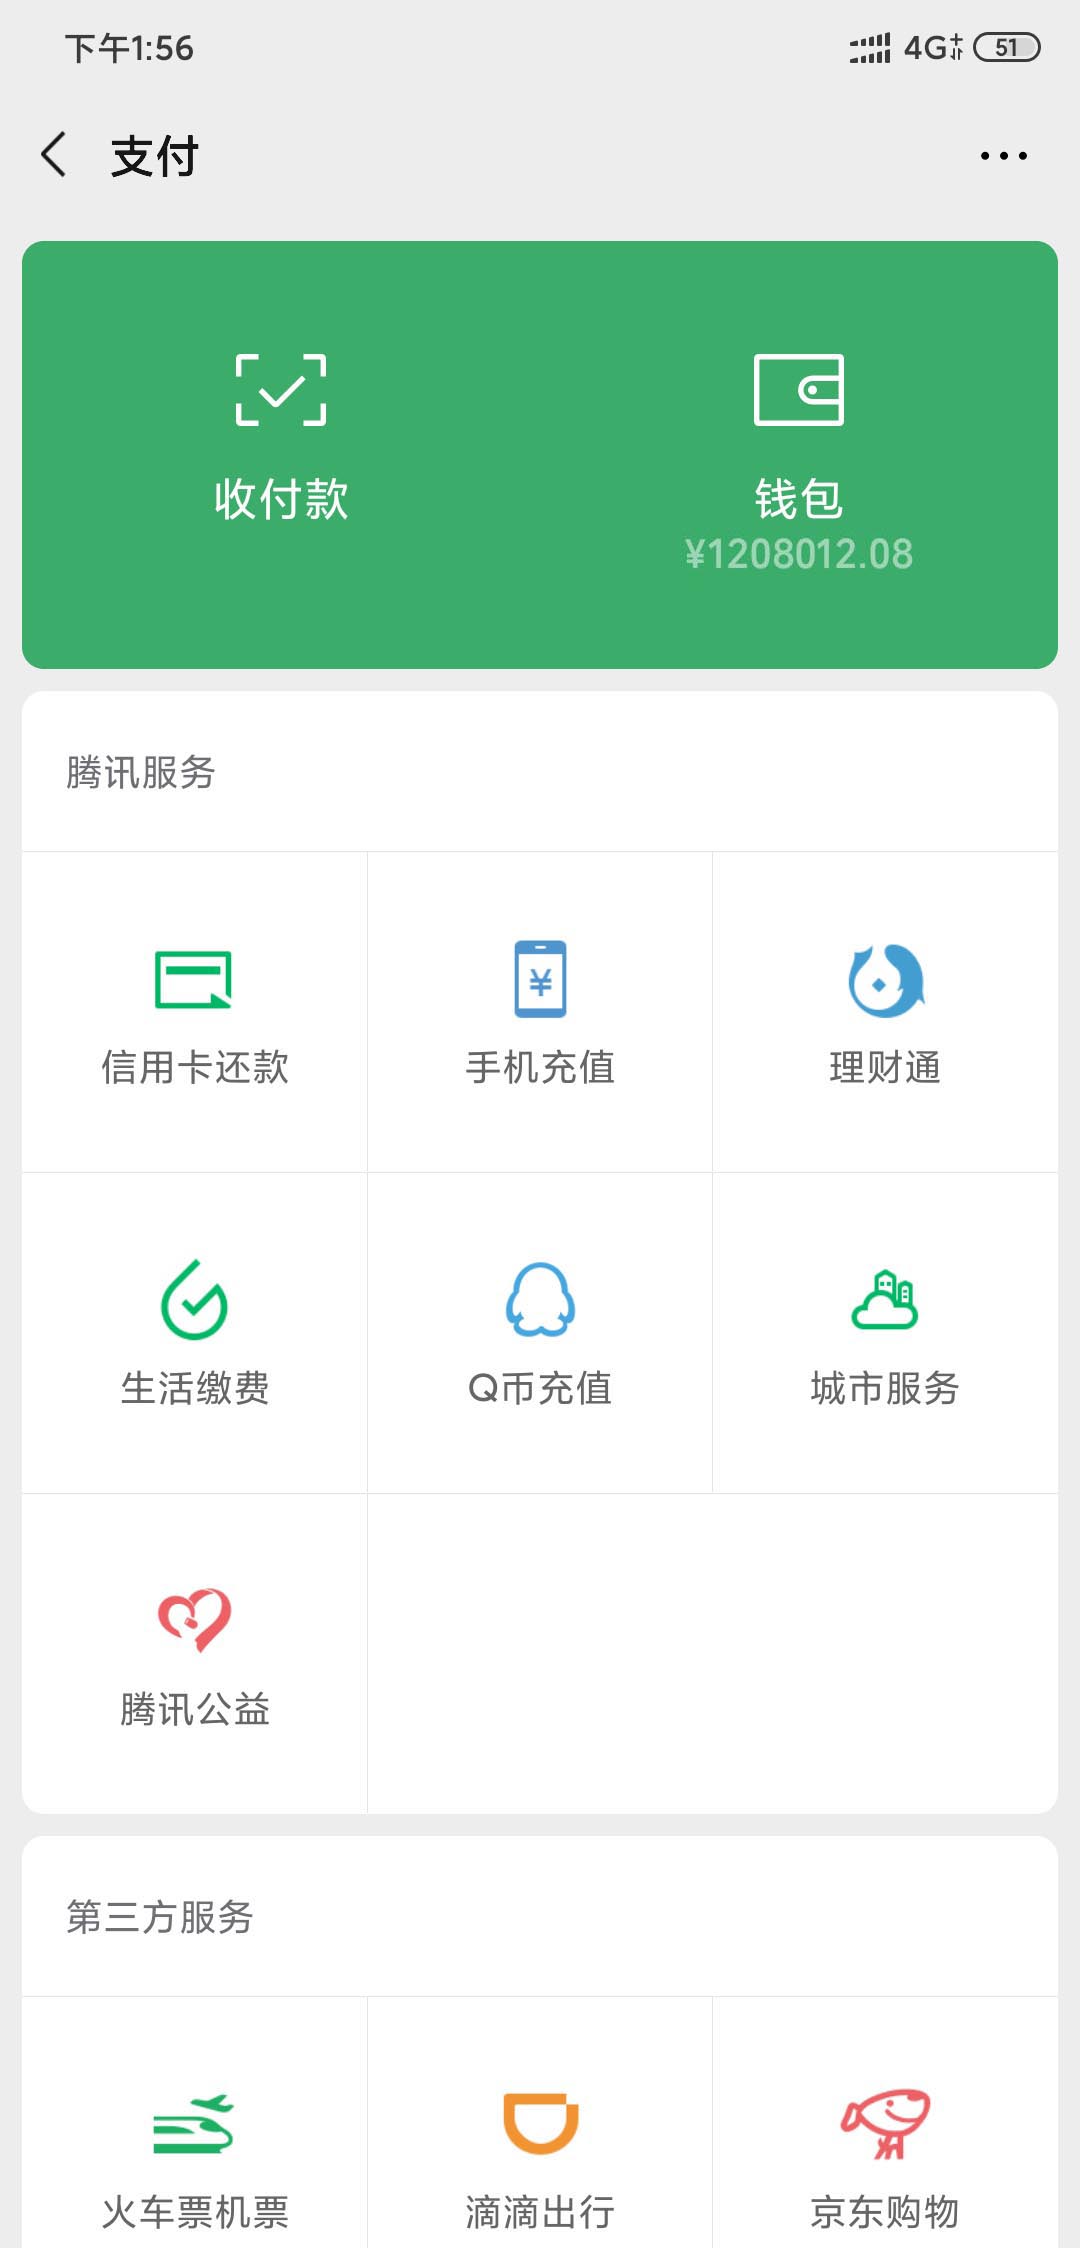 下午1:56
4G
51
支付
收付款
钱包
¥1208012.08
腾讯服务
信用卡还款
手机充值
理财通
生活缴费
Q币充值
城市服务
腾讯公益
第三方服务
火车票机票
滴滴出行
京东购物